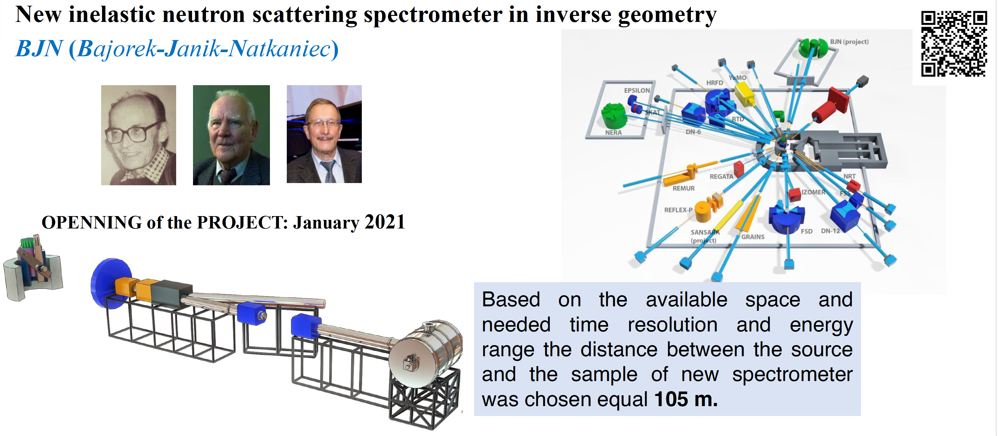 New inelastic neutron scattering spectrometer in inverse geometry
BJN (Bajorek-Janik-Natkaniec)
OPENNING of the PROJECT: January 2021
BJN (project)
YuMO
HRFD
EPSILON
SKAT
RTD
NERA
DN-6
REGATA
NRT
REMUR
IZOMER
FSS
REFLEX-P
SANSARA
(project)
GRAINS
FSD
DN-12
Based on the available space and
needed time resolution and energy
range the distance between the source
and the sample of new spectrometer
was chosen equal 105 m.